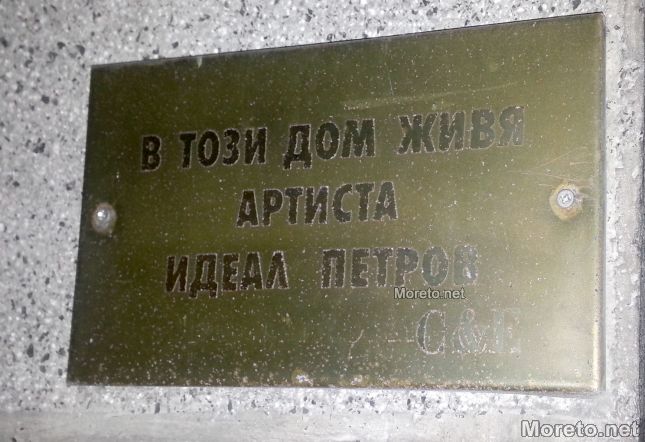 В ТОЗИ ДОМ ЖИВЯ
АРТИСТА
ИДЕАЛ ПЕТРОВ
Moreto.net
C&E
Moreto.net